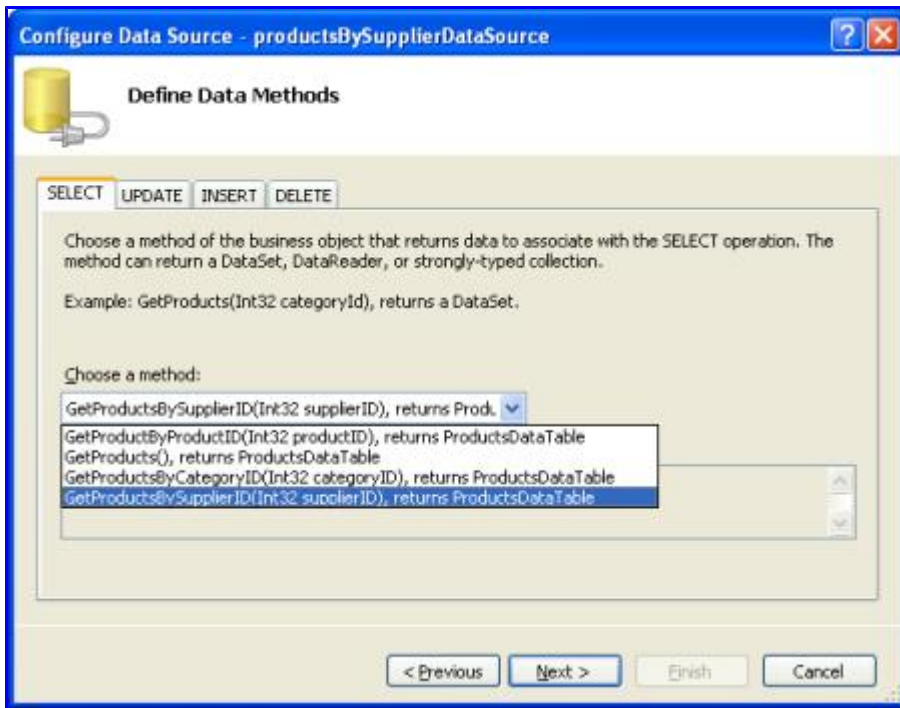 Configure Data Source - productsBySupplierDataSource
Define Data Methods
SELECT UPDATE INSERT DELETE
Choose a method of the business object that returns data to associate with the SELECT operation. The
method can return a DataSet, DataReader, or strongly-typed collection.
Example: GetProducts(Int32 categoryId), returns a DataSet.
Choose a method:
GetProductsBySupplierID(Int32 supplierID), returns Prod
GetProductByProductID(Int32 productID), returns ProductsDataTable
GetProducts(), returns ProductsDataTable
GetProductsByCategoryID(Int32 categoryID), returns ProductsDataTable
GetProductsBySupplierID(Int32 supplierID), returns ProductsDataTable
< Previous Next > Finish Cancel